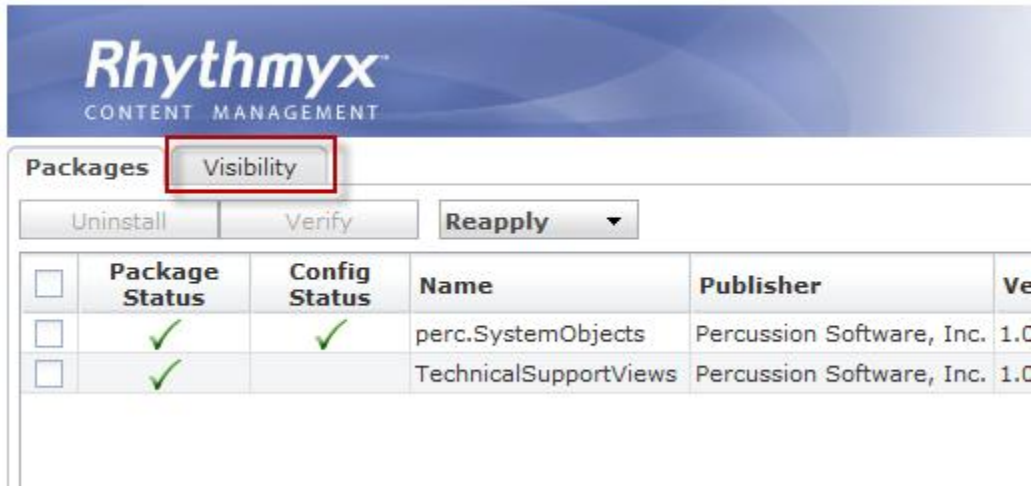 Rhythmyx
CONTENT MANAGEMENT
Packages Visibility
Uninstall Verify Reapply
Package Status Config Status Name Publisher
perc.SystemObjects Percussion Software, Inc.
TechnicalSupportViews Percussion Software, Inc.